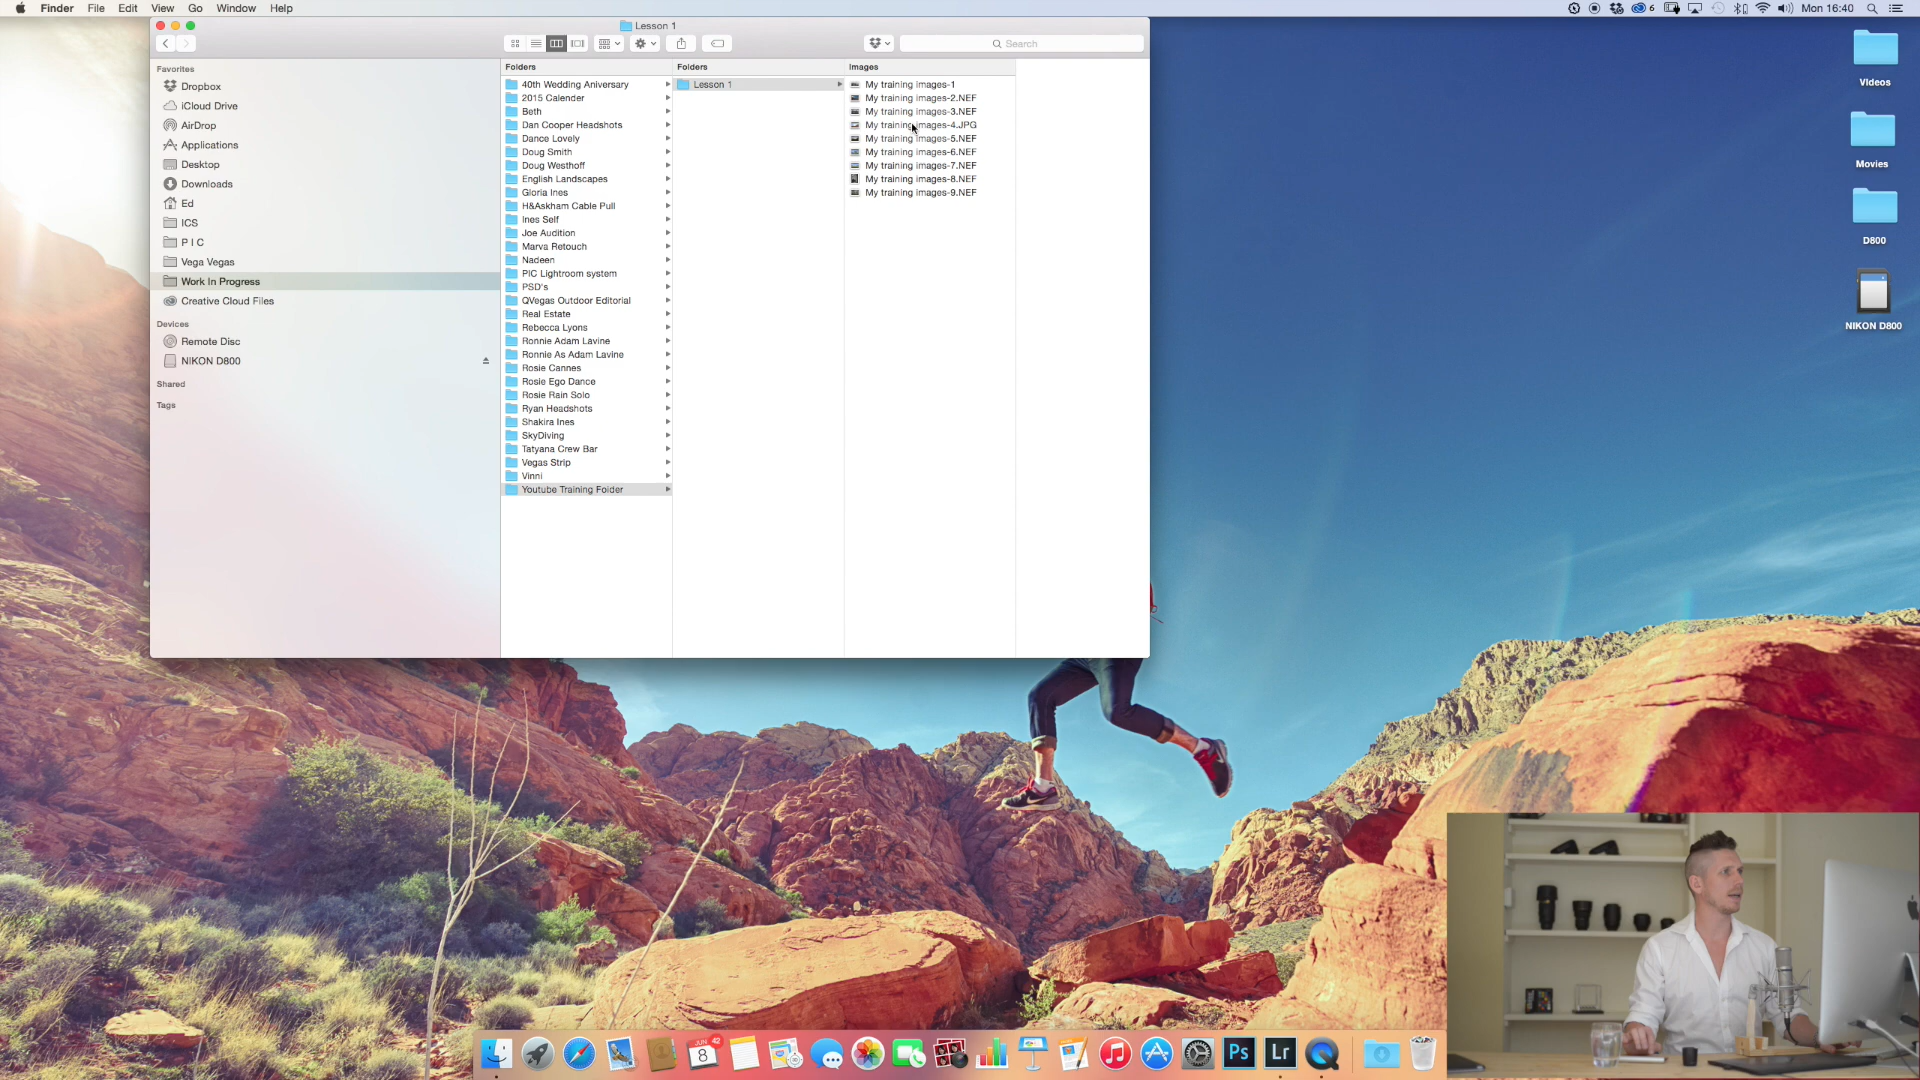 Finder File Edit View Go Window Help
6
Mon 16:40
Lesson 1
Search
Favorites
Dropbox
iCloud Drive
AirDrop
Applications
Desktop
Downloads
Ed
ICS
P I C
Vega Vegas
Work In Progress
Creative Cloud Files
Devices
Remote Disc
NIKON D800
Shared
Tags
Folders
40th Wedding Aniversary
2015 Calender
Beth
Dan Cooper Headshots
Dance Lovely
Doug Smith
Doug Westhoff
English Landscapes
Gloria Ines
H&Askham Cable Pull
Ines Self
Joe Audition
Marva Retouch
Nadeen
PIC Lightroom system
PSD's
QVegas Outdoor Editorial
Real Estate
Rebecca Lyons
Ronnie Adam Lavine
Ronnie As Adam Lavine
Rosie Cannes
Rosie Ego Dance
Rosie Rain Solo
Ryan Headshots
Shakira Ines
SkyDiving
Tatyana Crew Bar
Vegas Strip
Vinni
Youtube Training Folder
Folders
Lesson 1
Images
My training images-1
My training images-2.NEF
My training images-3.NEF
My training images-4.JPG
My training images-5.NEF
My training images-6.NEF
My training images-7.NEF
My training images-8.NEF
My training images-9.NEF
Videos
Movies
D800
NIKON D800
JUN
8
42
Ps
Lr